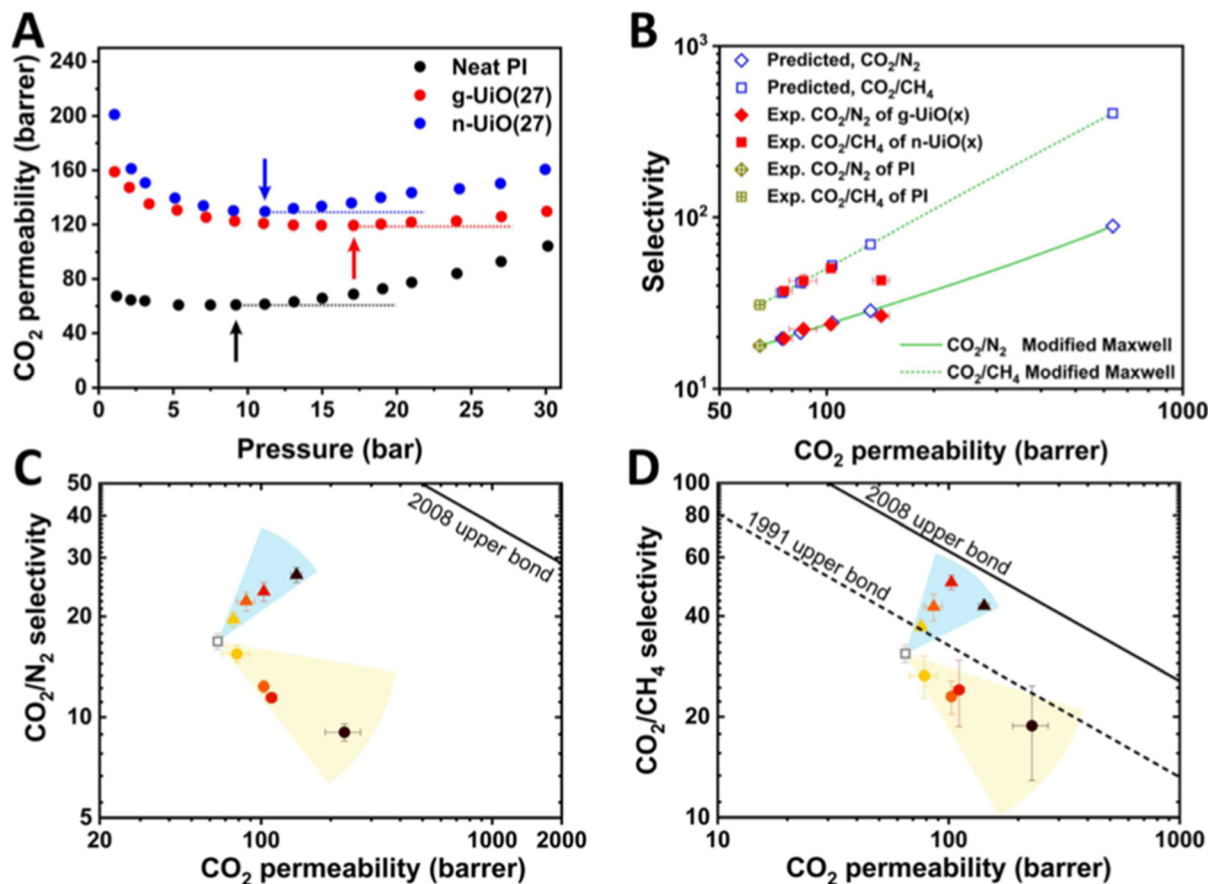 A
CO₂ permeability (barrer)
240
200
160
120
80
40
0
Neat PI
g-UiO(27)
n-UiO(27)
0 5 10 15 20 25 30
Pressure (bar)
B
Selectivity
10³
10²
10¹
Predicted, CO₂/N₂
Predicted, CO₂/CH₄
Exp. CO₂/N₂ of g-UiO(x)
Exp. CO₂/CH₄ of n-UiO(x)
Exp. CO₂/N₂ of PI
Exp. CO₂/CH₄ of PI
CO₂/N₂ Modified Maxwell
CO₂/CH₄ Modified Maxwell
50 100 1000
CO₂ permeability (barrer)
C
CO₂/N₂ selectivity
50
40
30
20
10
5
2008 upper bond
20 100 1000 2000
CO₂ permeability (barrer)
D
CO₂/CH₄ selectivity
100
80
60
40
20
10
2008 upper bond
1991 upper bond
10 100 1000
CO₂ permeability (barrer)